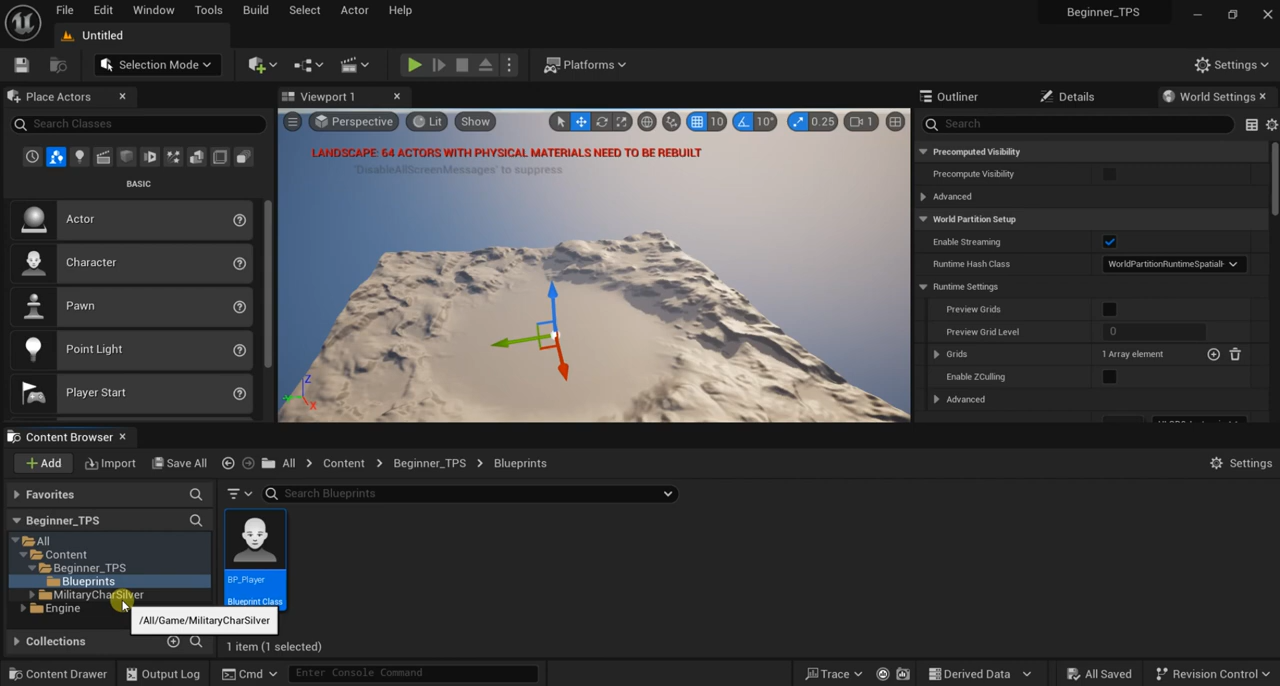 File Edit Window Tools Build Select Actor Help
Beginner_TPS
Untitled
Selection Mode
Platforms
Settings
Place Actors
Viewport 1
Outliner
Details
World Settings
Search Classes
Perspective
Lit
Show
10
10°
0.25
1
Search
LANDSCAPE: 64 ACTORS WITH PHYSICAL MATERIALS NEED TO BE REBUILT
'DisableAllScreenMessages' to suppress
BASIC
Actor
Character
Pawn
Point Light
Player Start
Z
X
Precomputed Visibility
Precompute Visibility
Advanced
World Partition Setup
Enable Streaming
Runtime Hash Class WorldPartitionRuntimeSpatialH
Runtime Settings
Preview Grids
Preview Grid Level 0
Grids 1 Array element
Enable ZCulling
Advanced
Content Browser
Add Import Save All All > Content > Beginner_TPS > Blueprints
Settings
Favorites
Search Blueprints
Beginner_TPS
All
Content
Beginner_TPS
Blueprints
MilitaryCharSilver
Engine
/All/Game/MilitaryCharSilver
BP_Player
Blueprint Class
Collections
1 item (1 selected)
Content Drawer Output Log Cmd Enter Console Command
Trace Derived Data All Saved Revision Control